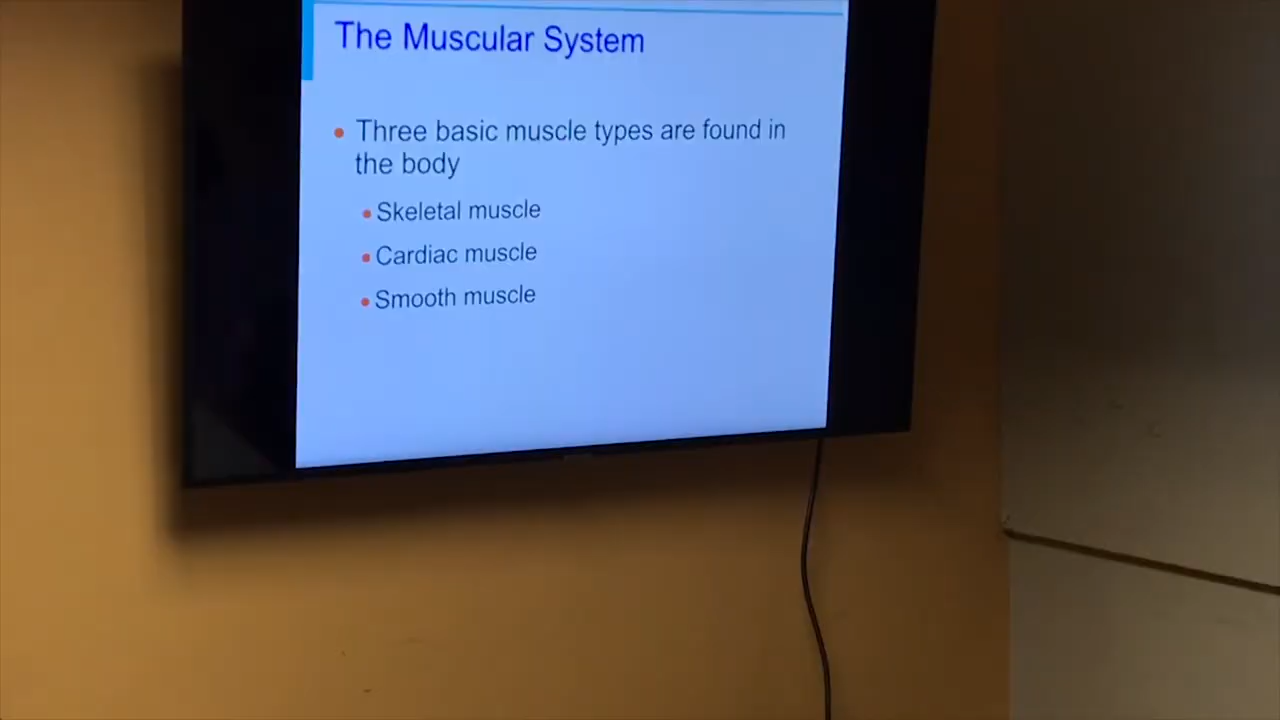 The Muscular System
Three basic muscle types are found in
the body
Skeletal muscle
Cardiac muscle
Smooth muscle